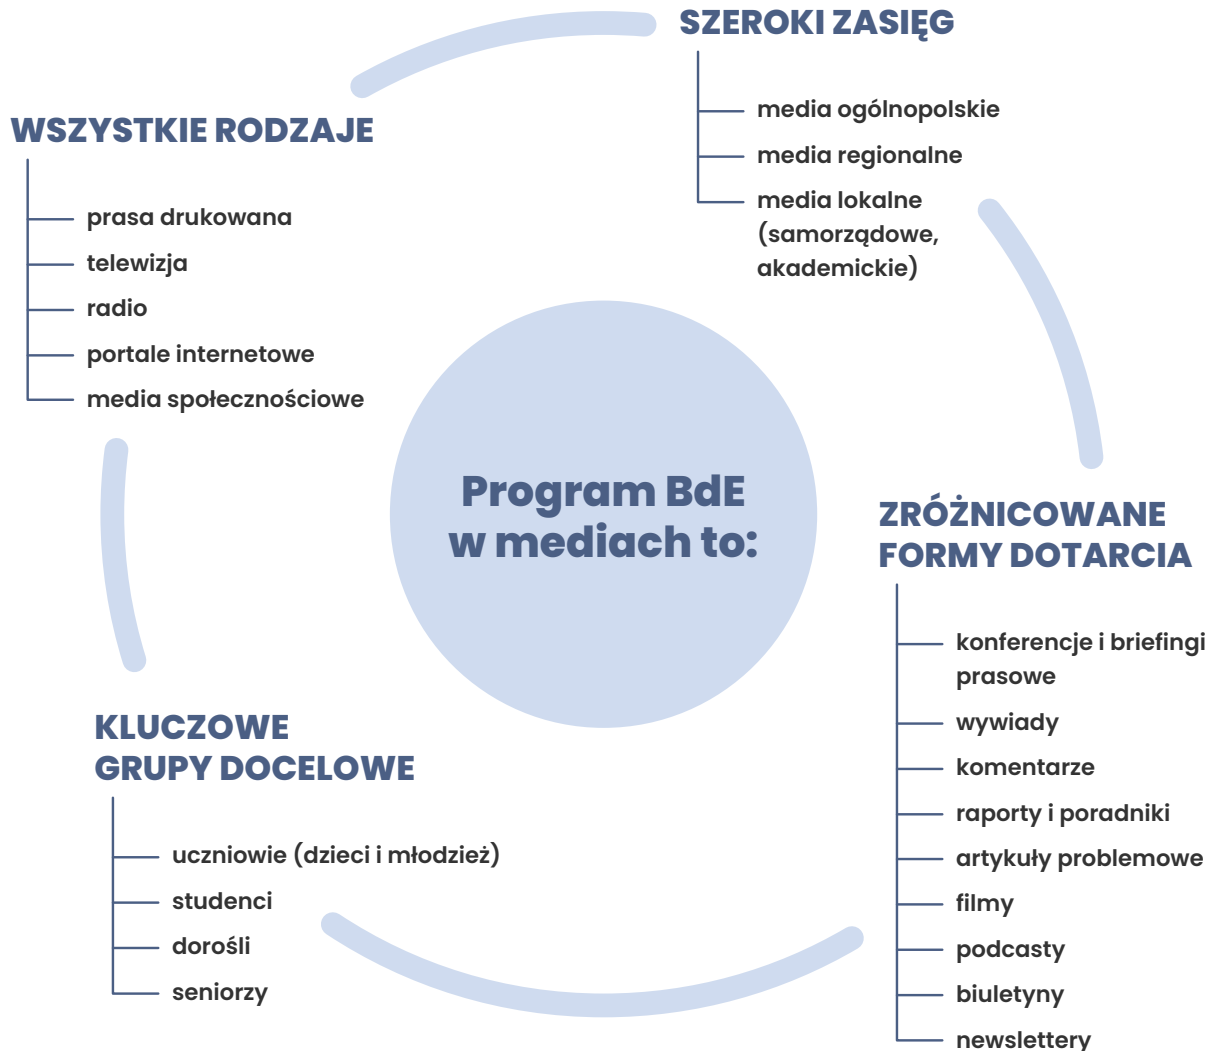 SZEROKI ZASIĘG
media ogólnopolskie
media regionalne
media lokalne
(samorządowe,
akademickie)
WSZYSTKIE RODZAJE
prasa drukowana
telewizja
radio
portale internetowe
media społecznościowe
Program BdE
w mediach to:
ZRÓŻNICOWANE
FORMY DOTARCIA
konferencje i briefingi
prasowe
wywiady
komentarze
raporty i poradniki
artykuły problemowe
filmy
podcasty
biuletyny
newslettery
KLUCZOWE
GRUPY DOCELOWE
uczniowie (dzieci i młodzież)
studenci
dorośli
seniorzy